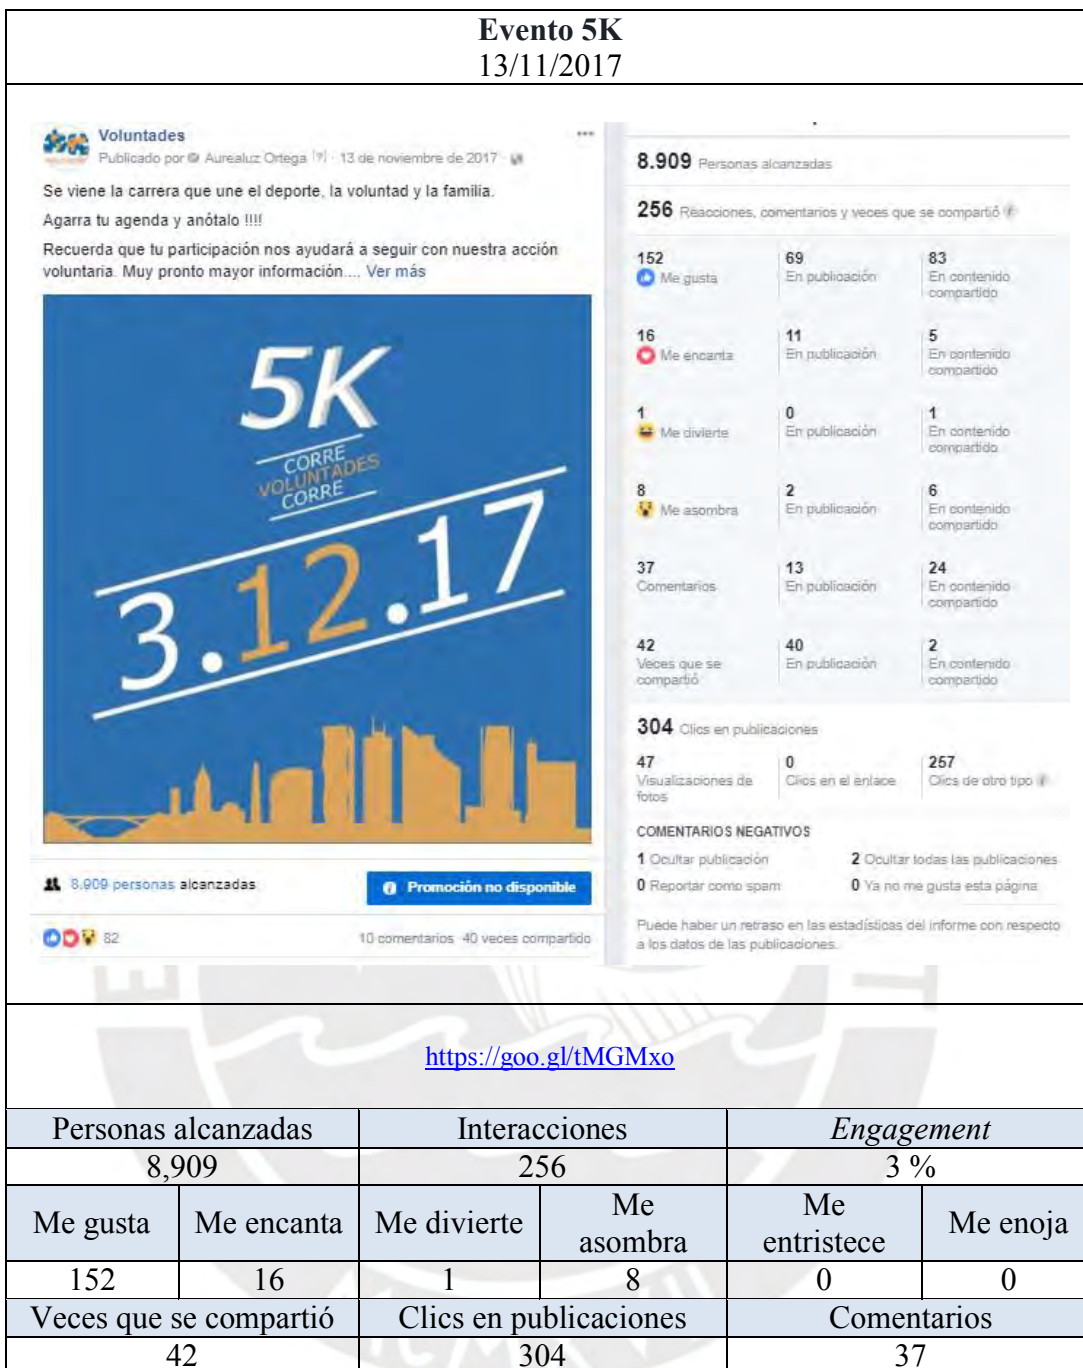 Evento 5K
13/11/2017
Voluntades
Publicado por Aurealuz Ortega [?] · 13 de noviembre de 2017 ·
Se viene la carrera que une el deporte, la voluntad y la familia.
Agarra tu agenda y anótalo !!!!
Recuerda que tu participación nos ayudará a seguir con nuestra acción
voluntaria. Muy pronto mayor información.... Ver más
5K
CORRE
VOLUNTADES
CORRE
3.12.17
8.909 personas alcanzadas
Promoción no disponible
82
10 comentarios 40 veces compartido
8.909 Personas alcanzadas
256 Reacciones, comentarios y veces que se compartió
152 69 83
Me gusta En publicación En contenido
compartido
16 11 5
Me encanta En publicación En contenido
compartido
1 0 1
Me divierte En publicación En contenido
compartido
8 2 6
Me asombra En publicación En contenido
compartido
37 13 24
Comentarios En publicación En contenido
compartido
42 40 2
Veces que se En publicación En contenido
compartió compartido
304 Clics en publicaciones
47 0 257
Visualizaciones de Clics en el enlace Clics de otro tipo
fotos
COMENTARIOS NEGATIVOS
1 Ocultar publicación 2 Ocultar todas las publicaciones
0 Reportar como spam 0 Ya no me gusta esta página
Puede haber un retraso en las estadísticas del informe con respecto
a los datos de las publicaciones.
https://goo.gl/tMGMxo
Personas alcanzadas Interacciones Engagement
8,909 256 3 %
Me gusta Me encanta Me divierte Me
asombra Me
entristece Me enoja
152 16 1 8 0 0
Veces que se compartió Clics en publicaciones Comentarios
42 304 37